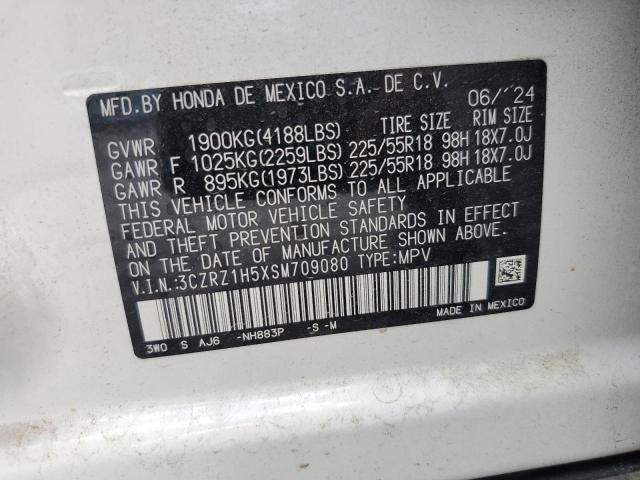 MFD.BY HONDA DE MEXICO S.A. DE C.V. 06/'24
TIRE SIZE RIM SIZE
GVWR 1900KG(4188LBS)
GAWR F 1025KG(2259LBS) 225/55R18 98H 18X7.0J
GAWR R 895KG(1973LBS) 225/55R18 98H 18X7.0J
THIS VEHICLE CONFORMS TO ALL APPLICABLE
FEDERAL MOTOR VEHICLE SAFETY
AND THEFT PREVENTION STANDARDS IN EFFECT
ON THE DATE OF MANUFACTURE SHOWN ABOVE.
V.I.N.:3CZRZ1H5XSM709080 TYPE:MPV
3W0 S AJ6 -NH883P -S -M
MADE IN MEXICO